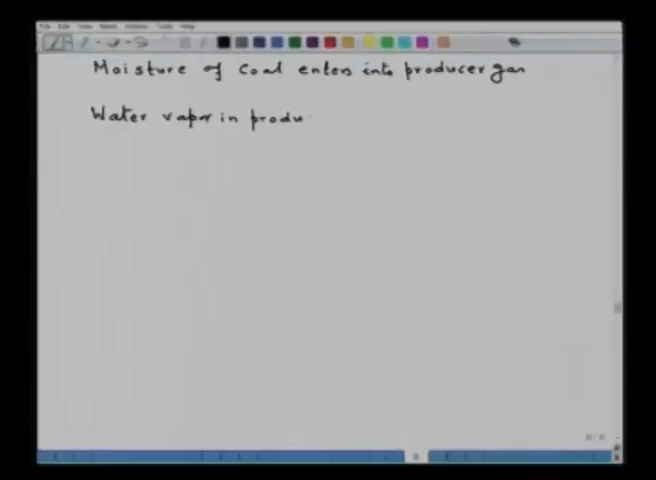 Moisture of Coal enters into producer gas
Water vapor in produ